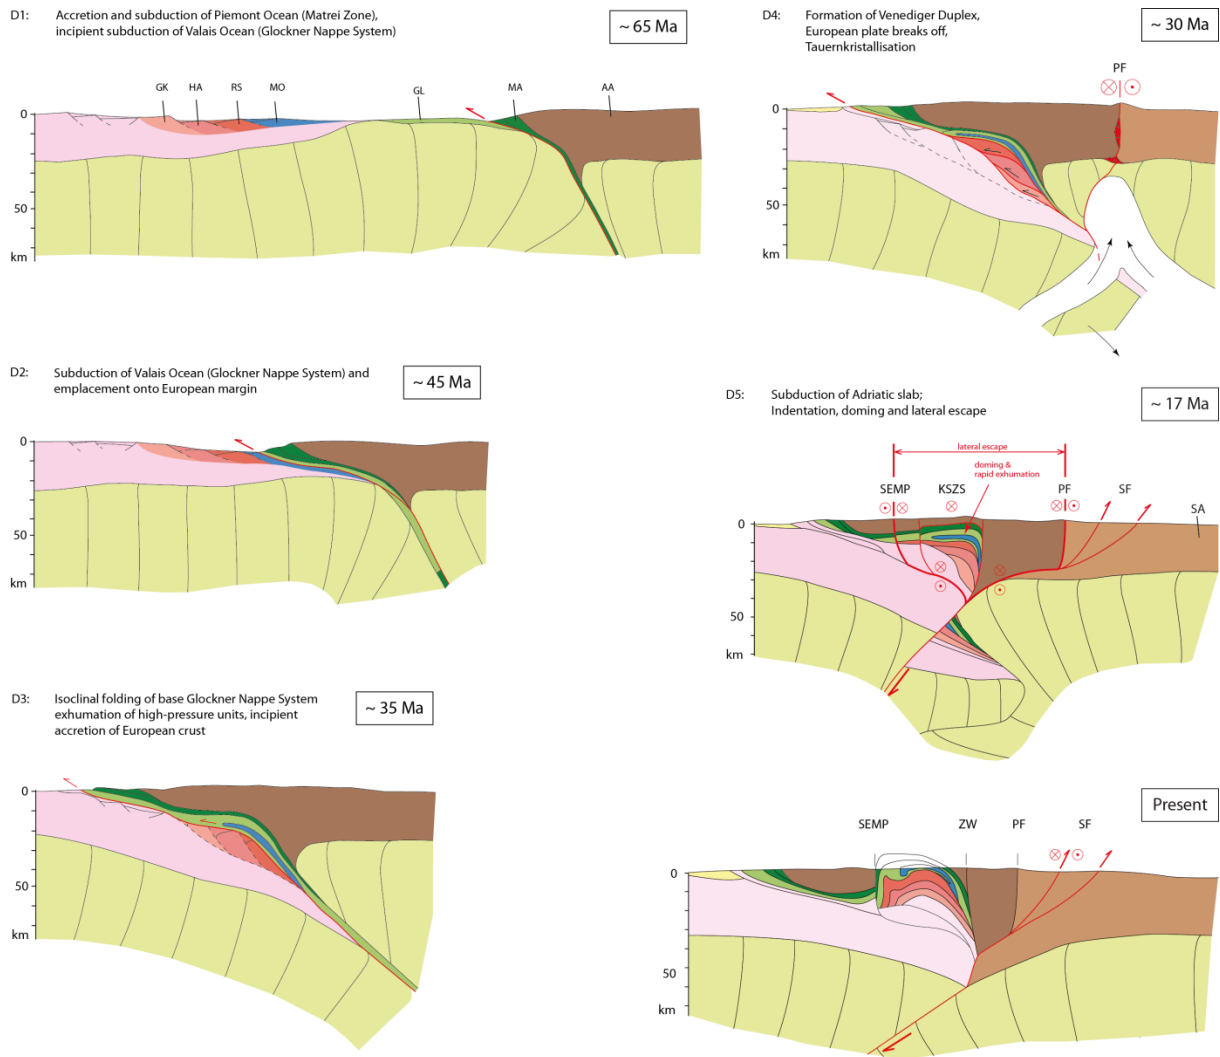 D1: Accretion and subduction of Piemont Ocean (Matrei Zone),
incipient subduction of Valais Ocean (Glockner Nappe System)
~ 65 Ma
GK HA RS MO GL MA AA
0
50
km
D2: Subduction of Valais Ocean (Glockner Nappe System) and
emplacement onto European margin
~ 45 Ma
0
50
km
D3: Isoclinal folding of base Glockner Nappe System
exhumation of high-pressure units, incipient
accretion of European crust
~ 35 Ma
0
50
km
D4: Formation of Venediger Duplex,
European plate breaks off,
Tauernkristallisation
~ 30 Ma
PF
0
50
km
D5: Subduction of Adriatic slab;
Indentation, doming and lateral escape
~ 17 Ma
lateral escape
doming &
rapid exhumation
SEMP KSZS PF SF
SA
0
50
km
Present
SEMP ZW PF SF
0
50
km